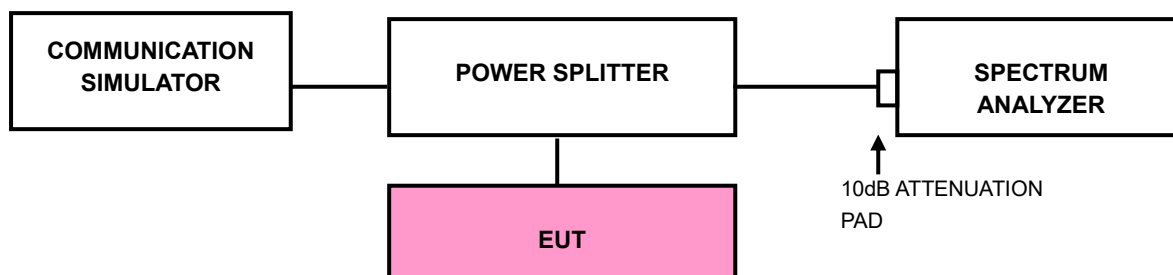 COMMUNICATION
SIMULATOR
POWER SPLITTER
SPECTRUM
ANALYZER
10dB ATTENUATION
PAD
EUT